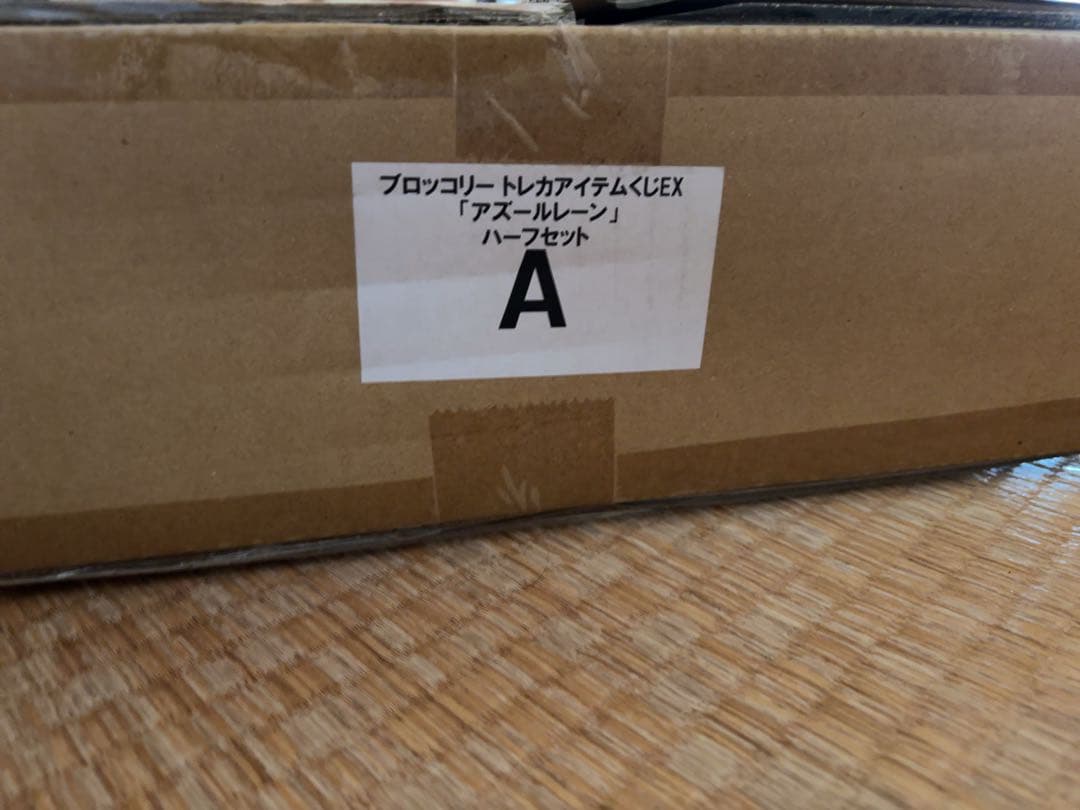 ブロッコリー トレカアイテムくじEX
「アズールレーン」
ハーフセット
A